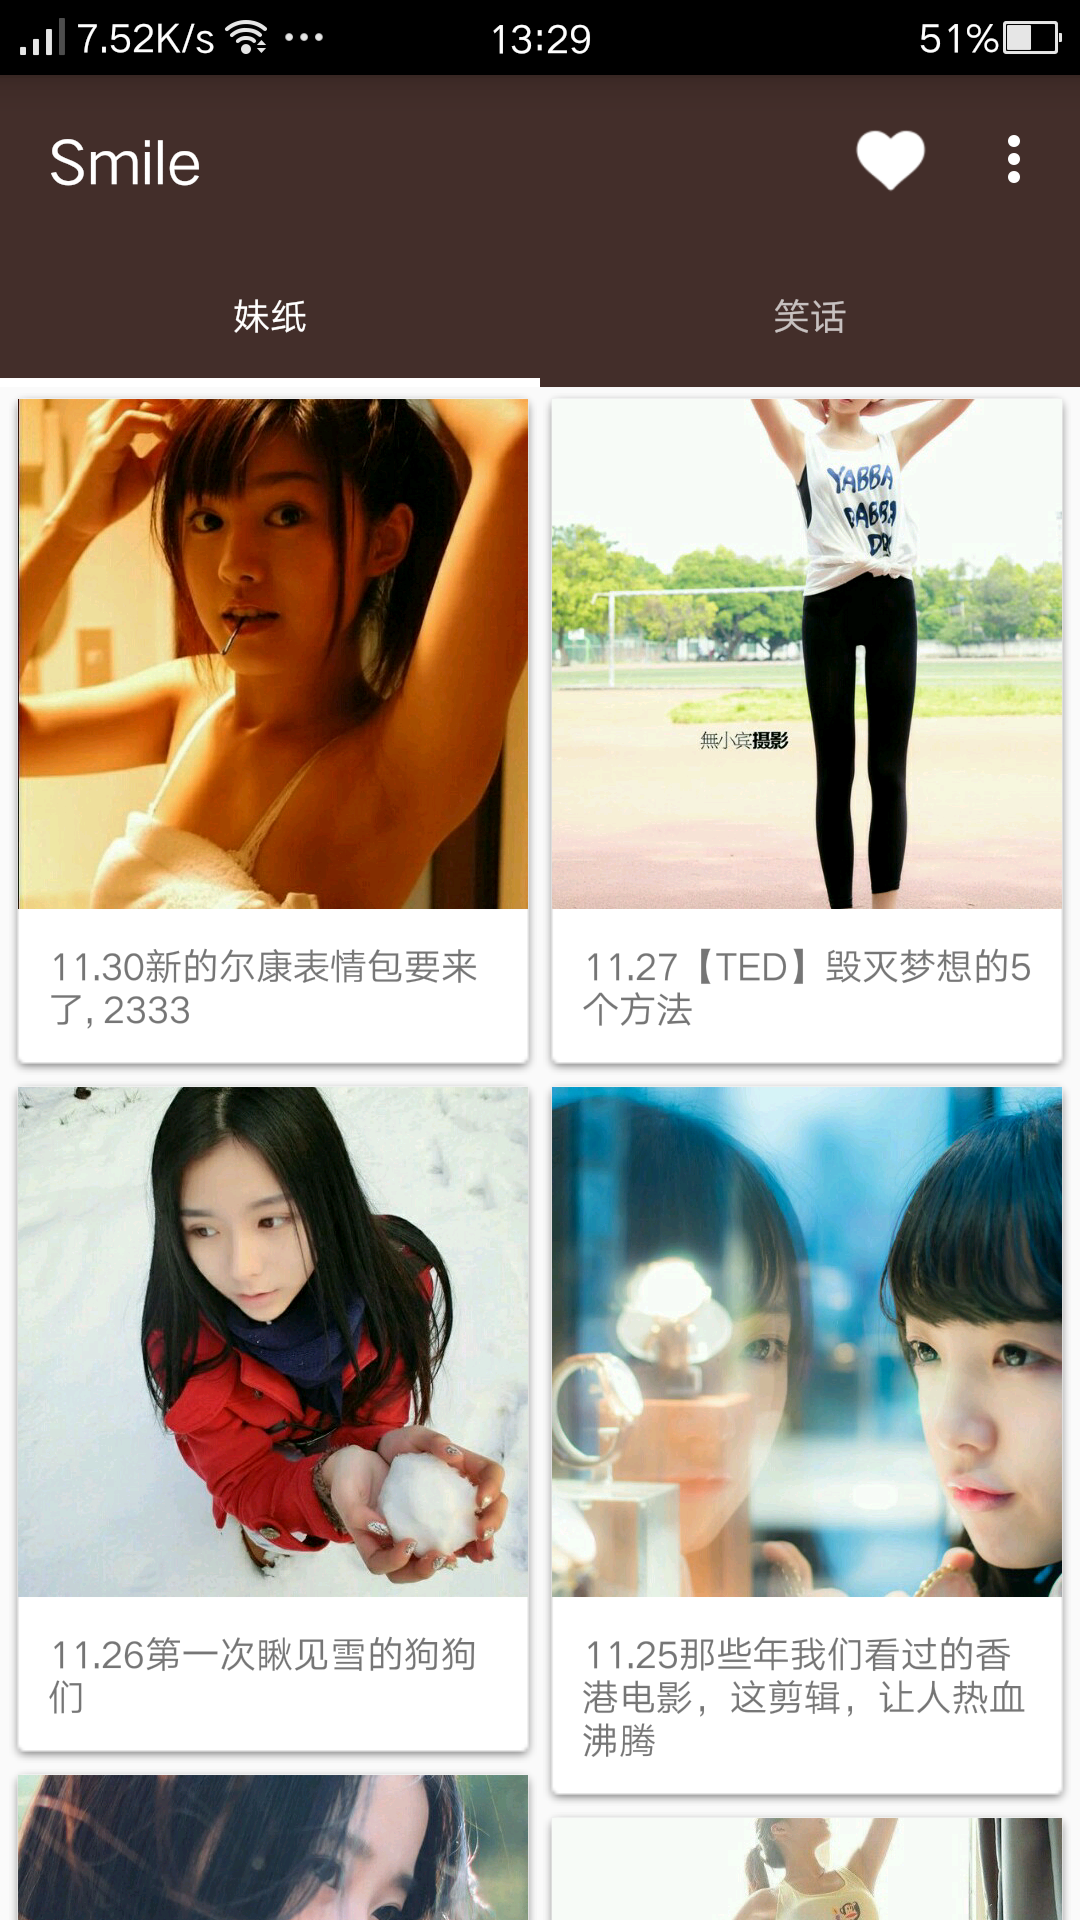 7.52K/s
13:29
51%
Smile
妹纸
笑话
YABBA
DABBA
無小宾摄影
11.30新的尔康表情包要来
了, 2333
11.27【TED】毁灭梦想的5
个方法
11.26第一次瞅见雪的狗狗
们
11.25那些年我们看过的香
港电影，这剪辑，让人热血
沸腾